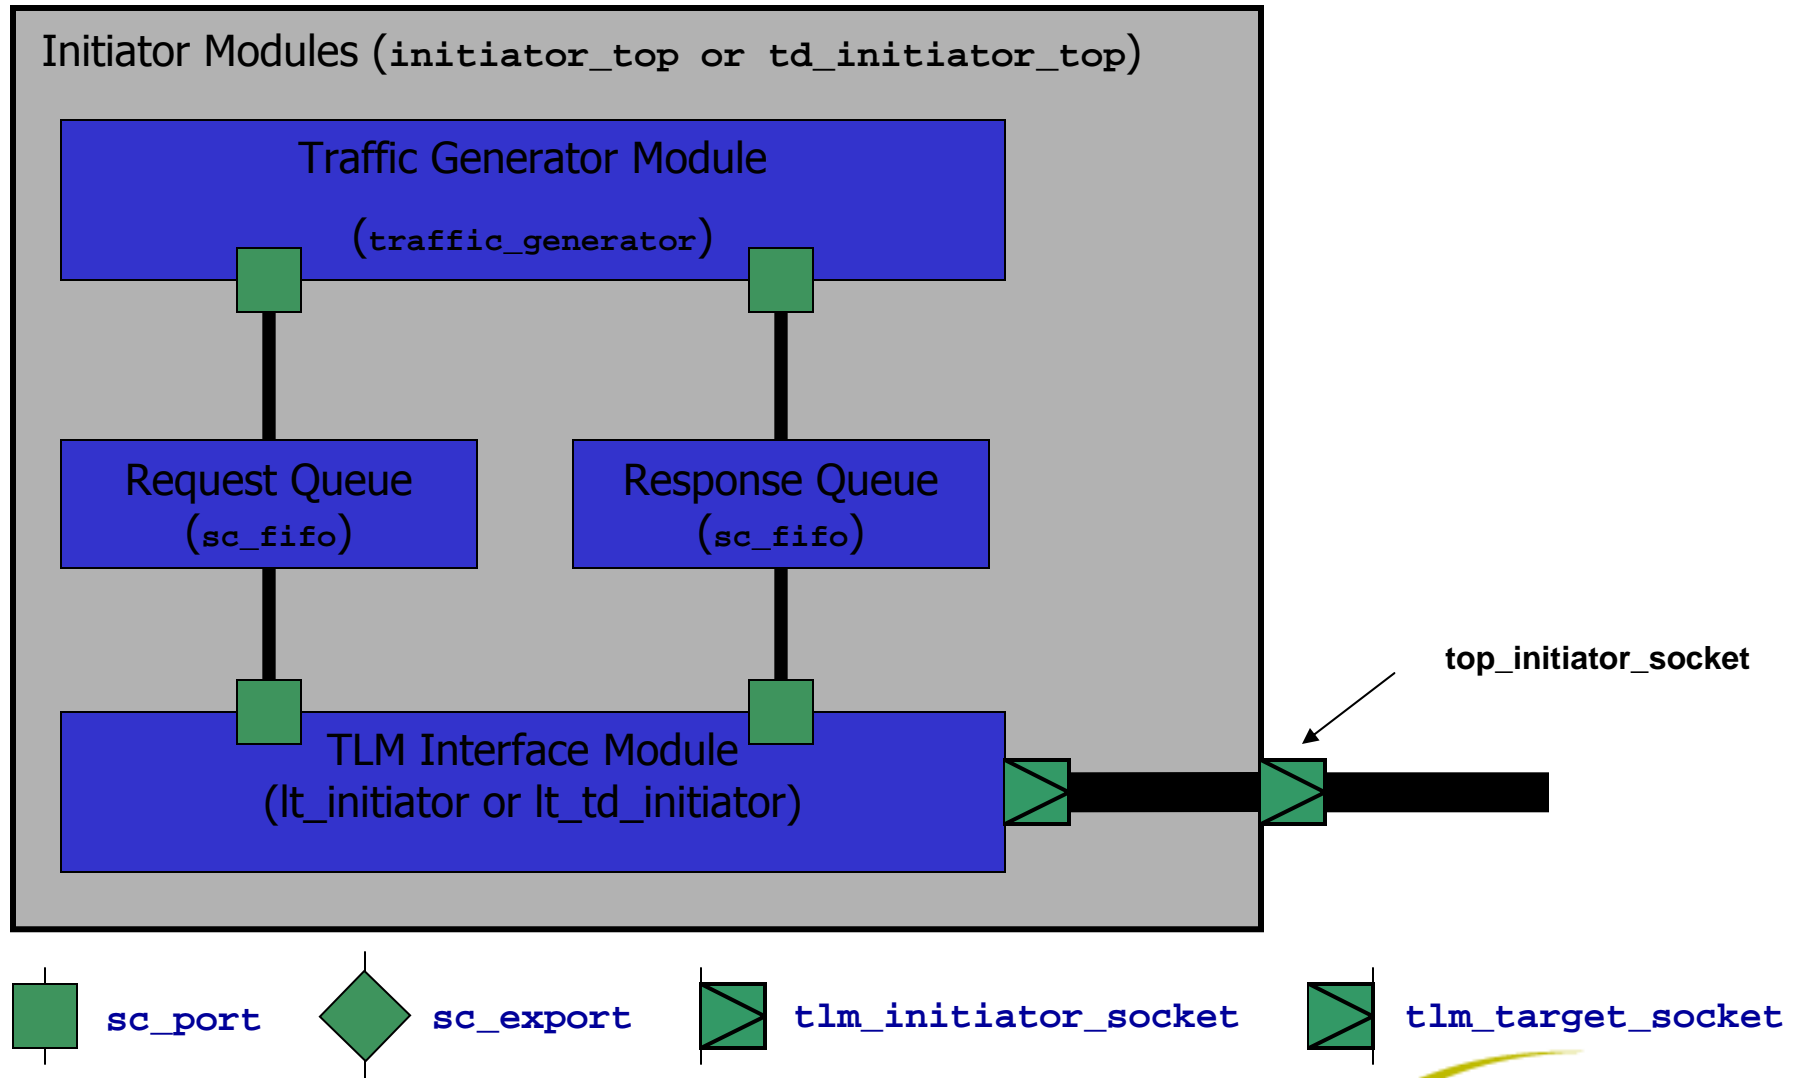 Initiator Modules (initiator_top or td_initiator_top)
Traffic Generator Module
(traffic_generator)
Request Queue
(sc_fifo)
Response Queue
(sc_fifo)
TLM Interface Module
(lt_initiator or lt_td_initiator)
top_initiator_socket
sc_port
sc_export
tlm_initiator_socket
tlm_target_socket